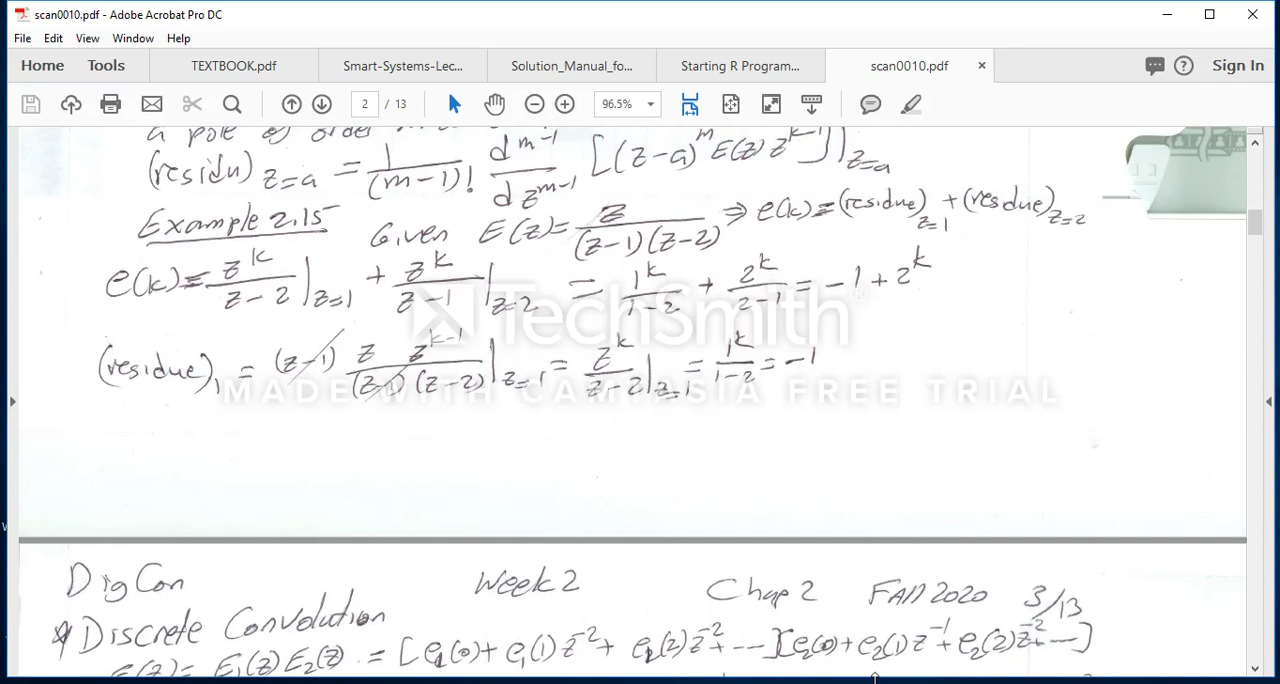 scan0010.pdf - Adobe Acrobat Pro DC
File Edit View Window Help
Home Tools TEXTBOOK.pdf Smart-Systems-Lec... Solution_Manual_fo... Starting R Program... scan0010.pdf × Sign In
2 / 13 96.5%
a pole of order
(residu) z=a = 1/(m-1)! d^m-1/dz^m-1 [(z-a)^m E(z) z^k-1]|z=a
Example 2.15 Given E(z)= z/(z-1)(z-2) ⇒ e(k)=(residue)z=1 + (residue)z=2
e(k)= z^k/z-2|z=1 + z^k/z-1|z=2 = 1^k/1-2 + 2^k/2-1 = -1 + 2^k
(residue)1 = (z-1) z z^k-1/(z-1)(z-2)|z=1 = z^k/z-2|z=1 = 1^k/1-2 = -1
TechSmith
MADE WITH CAMTASIA FREE TRIAL
DigCon Week 2 Chap 2 Fall 2020 3/13
* Discrete Convolution
E1(z) E2(z) = [e1(0)+ e1(1) z^-2 + e1(2) z^-2 + ---][e2(0)+ e2(1) z^-1 + e2(2) z^-2 + ---]